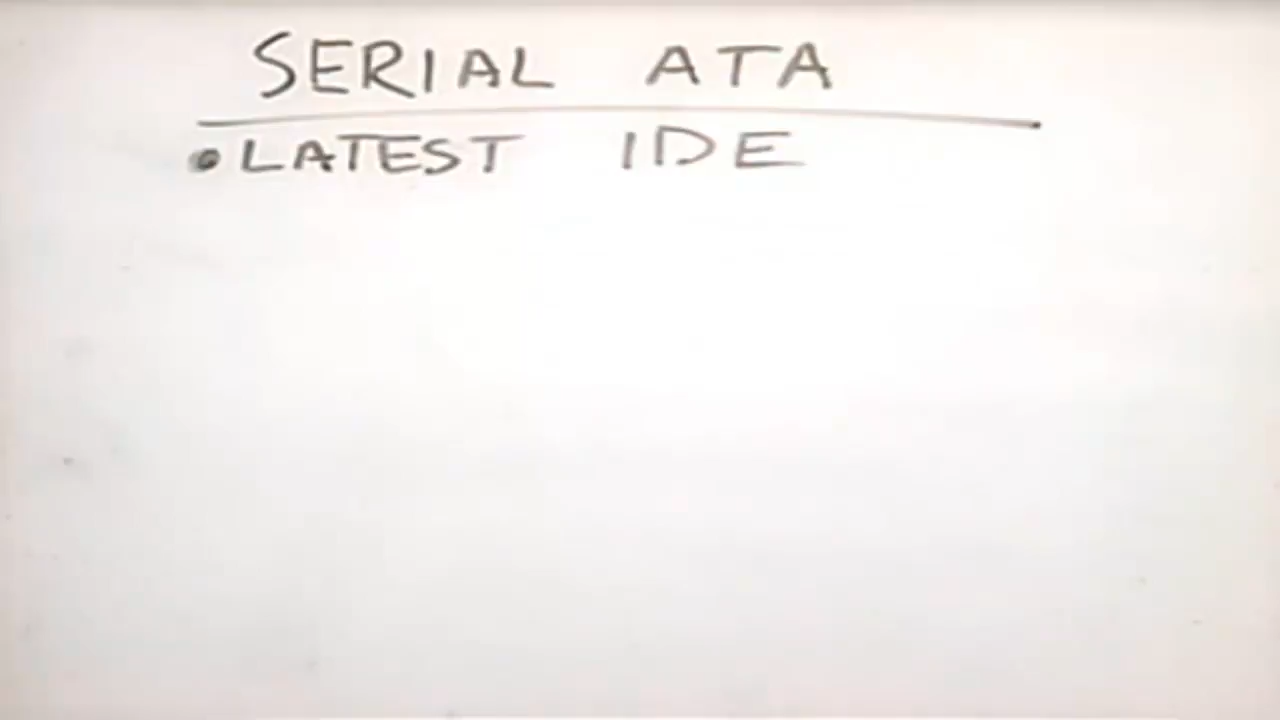 SERIAL ATA
• LATEST IDE